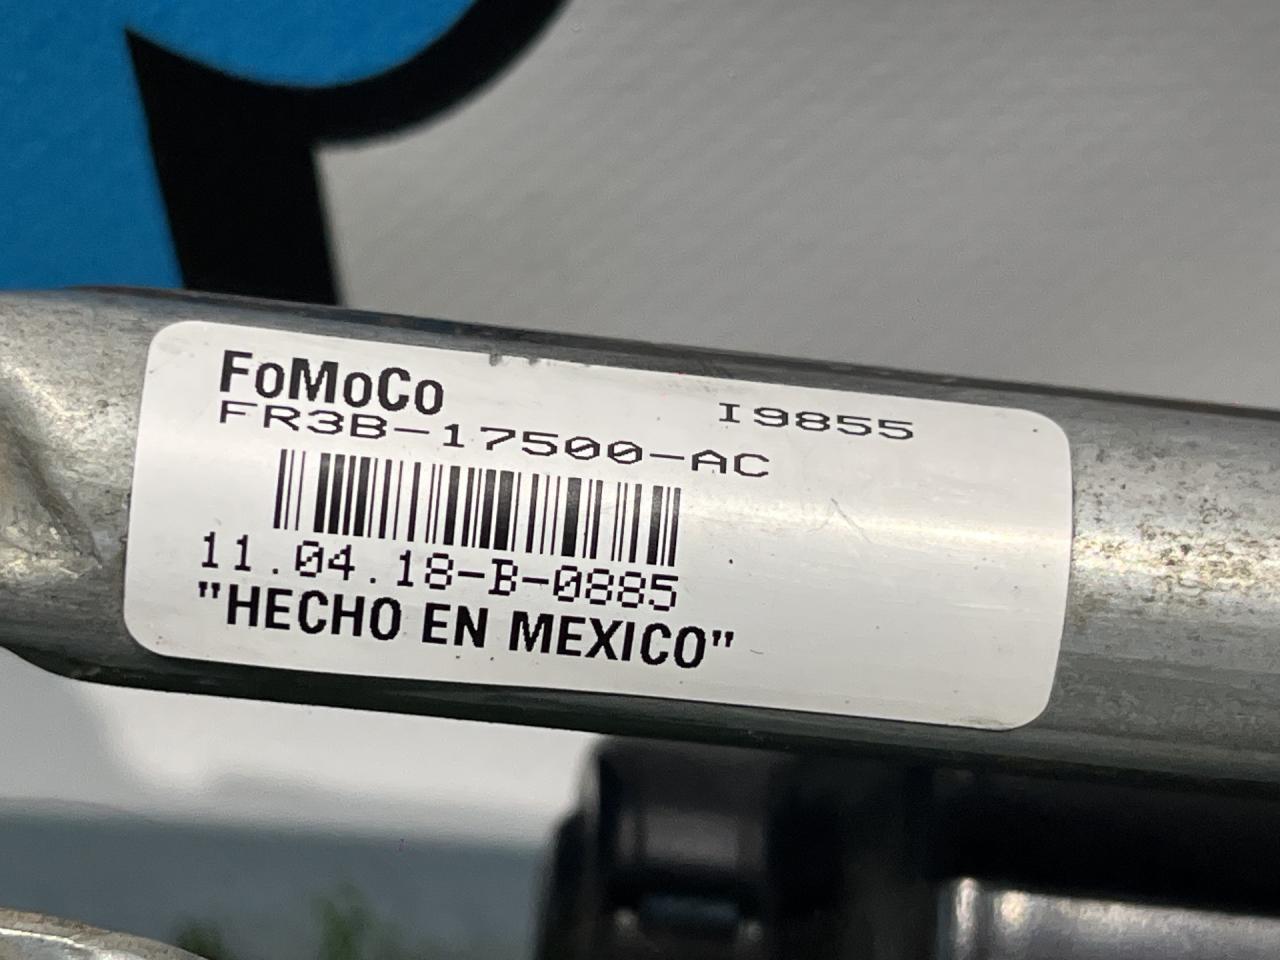 FoMoCo
I9855
FR3B-17500-AC
11.04.18-B-0885
"HECHO EN MEXICO"